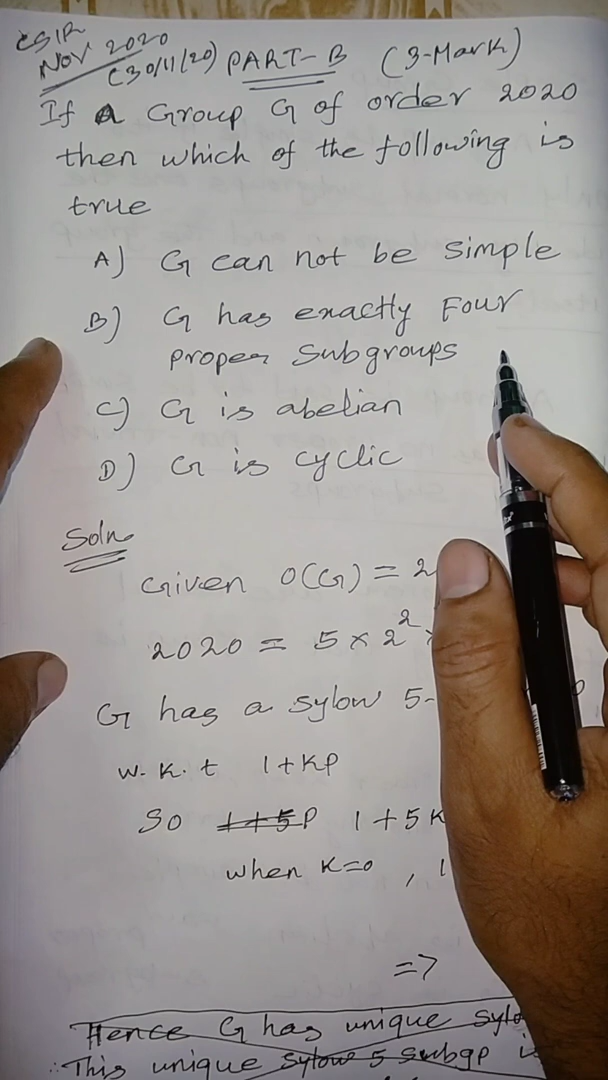 CSIR
NOV 2020
(30/11/20) PART-B (3-Mark)
If A Group G of order 2020
then which of the following is
true
A) G can not be simple
B) G has exactly Four
proper subgroups
C) G is abelian
D) G is cyclic
Soln
Given O(G) = 2
2020 = 5 × 2² ×
G has a sylow 5-
w.k.t 1+kp
So 1+5P 1+5K
when K=0 , 1
=>
Hence G has unique sylo
∴ This unique sylow 5 subgp i